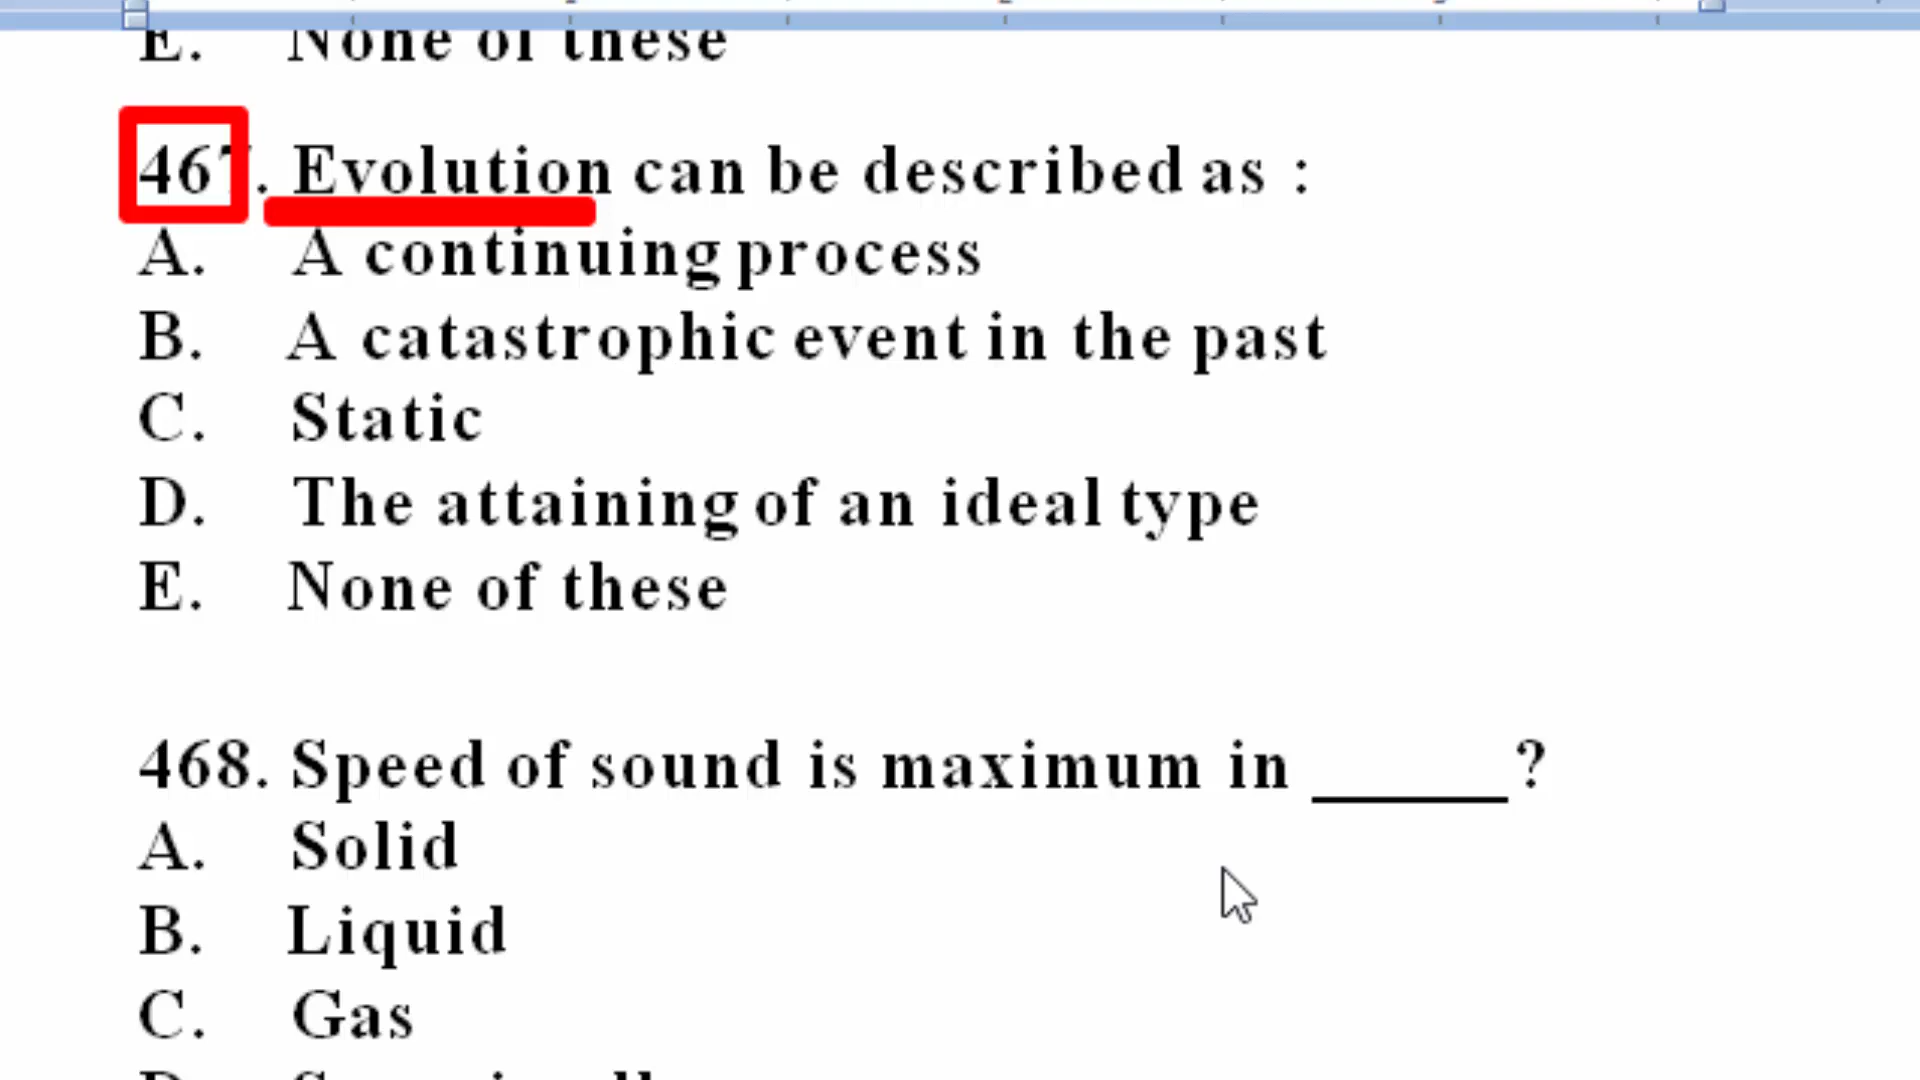 E. None of these
467. Evolution can be described as :
A. A continuing process
B. A catastrophic event in the past
C. Static
D. The attaining of an ideal type
E. None of these
468. Speed of sound is maximum in ______?
A. Solid
B. Liquid
C. Gas